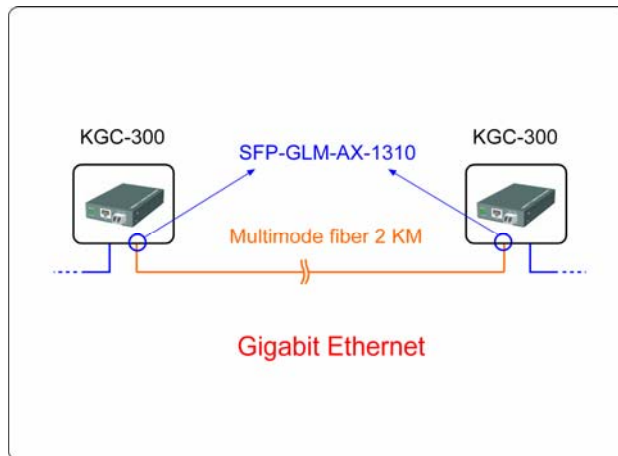 KGC-300
KGC-300
SFP-GLM-AX-1310
Multimode fiber 2 KM
Gigabit Ethernet